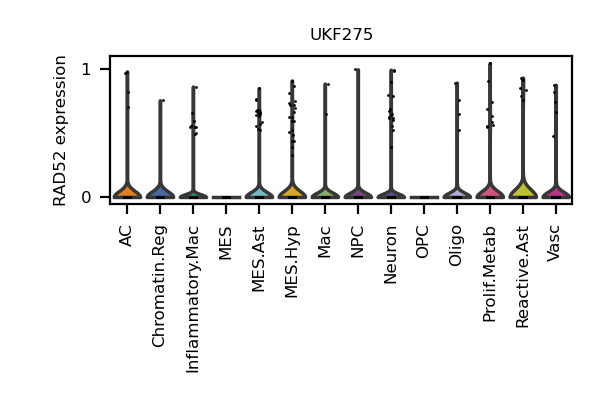 UKF275
RAD52 expression
1
0
AC
Chromatin.Reg
Inflammatory.Mac
MES
MES.Ast
MES.Hyp
Mac
NPC
Neuron
OPC
Oligo
Prolif.Metab
Reactive.Ast
Vasc